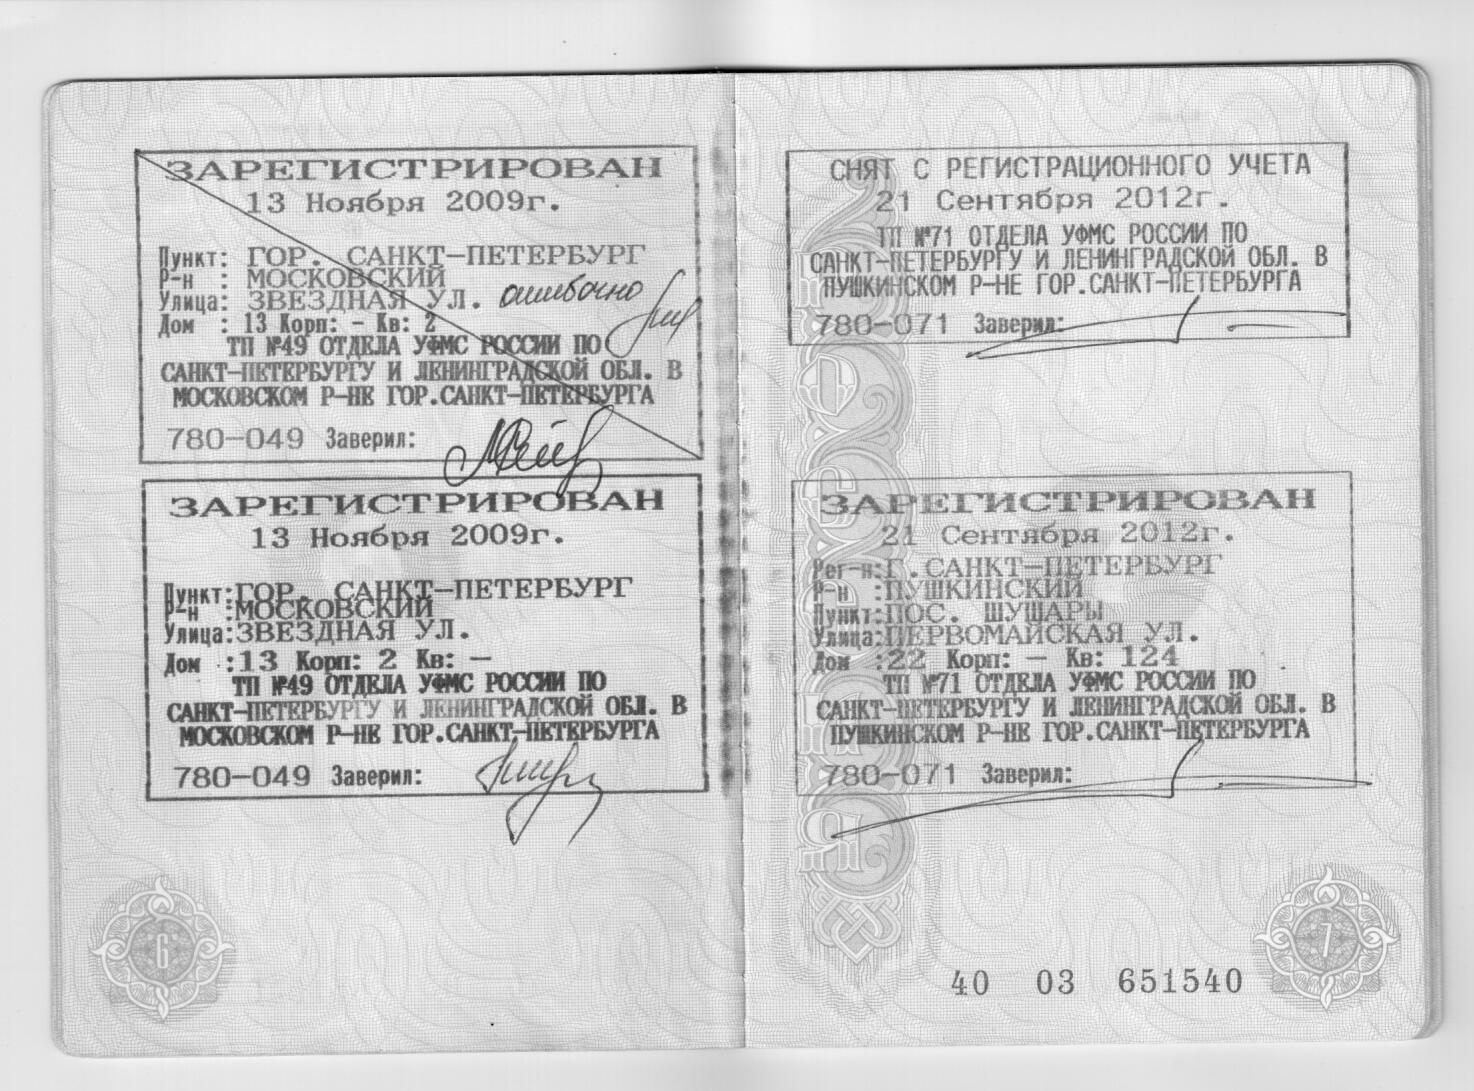 ЗАРЕГИСТРИРОВАН
13 Ноября 2009г.
Пункт: ГОР. САНКТ-ПЕТЕРБУРГ
Р-н : МОСКОВСКИЙ
Улица: ЗВЕЗДНАЯ УЛ. ошибочно
Дом : 13 Корп: - Кв: 2
ТП №49 ОТДЕЛА УФМС РОССИИ ПО
САНКТ-ПЕТЕРБУРГУ И ЛЕНИНГРАДСКОЙ ОБЛ. В
МОСКОВСКОМ Р-НЕ ГОР.САНКТ-ПЕТЕРБУРГА
780-049 Заверил:
ЗАРЕГИСТРИРОВАН
13 Ноября 2009г.
Пункт:ГОР. САНКТ-ПЕТЕРБУРГ
Р-н :МОСКОВСКИЙ
Улица:ЗВЕЗДНАЯ УЛ.
Дом :13 Корп: 2 Кв: -
ТП №49 ОТДЕЛА УФМС РОССИИ ПО
САНКТ-ПЕТЕРБУРГУ И ЛЕНИНГРАДСКОЙ ОБЛ. В
МОСКОВСКОМ Р-НЕ ГОР.САНКТ-ПЕТЕРБУРГА
780-049 Заверил:
6
СНЯТ С РЕГИСТРАЦИОННОГО УЧЕТА
21 Сентября 2012г.
ТП №71 ОТДЕЛА УФМС РОССИИ ПО
САНКТ-ПЕТЕРБУРГУ И ЛЕНИНГРАДСКОЙ ОБЛ. В
ПУШКИНСКОМ Р-НЕ ГОР.САНКТ-ПЕТЕРБУРГА
780-071 Заверил:
ЗАРЕГИСТРИРОВАН
21 Сентября 2012г.
Рег-н:Г.САНКТ-ПЕТЕРБУРГ
Р-н :ПУШКИНСКИЙ
Пункт:ПОС. ШУШАРЫ
Улица:ПЕРВОМАЙСКАЯ УЛ.
Дом :22 Корп: - Кв: 124
ТП №71 ОТДЕЛА УФМС РОССИИ ПО
САНКТ-ПЕТЕРБУРГУ И ЛЕНИНГРАДСКОЙ ОБЛ. В
ПУШКИНСКОМ Р-НЕ ГОР.САНКТ-ПЕТЕРБУРГА
780-071 Заверил:
40 03 651540
7